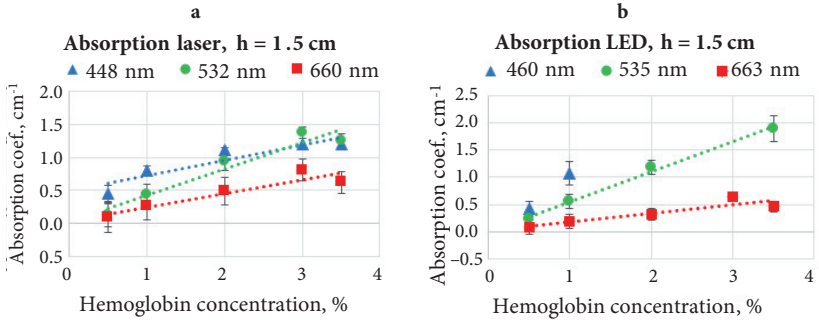 a
Absorption laser, h = 1.5 cm
448 nm 532 nm 660 nm
Absorption coef., cm-1
2.0
1.5
1.0
0.5
0.0
0 1 2 3 4
Hemoglobin concentration, %
b
Absorption LED, h = 1.5 cm
460 nm 535 nm 663 nm
Absorption coef., cm-1
2.5
2.0
1.5
1.0
0.5
0.0
–0.5
0 1 2 3 4
Hemoglobin concentration, %